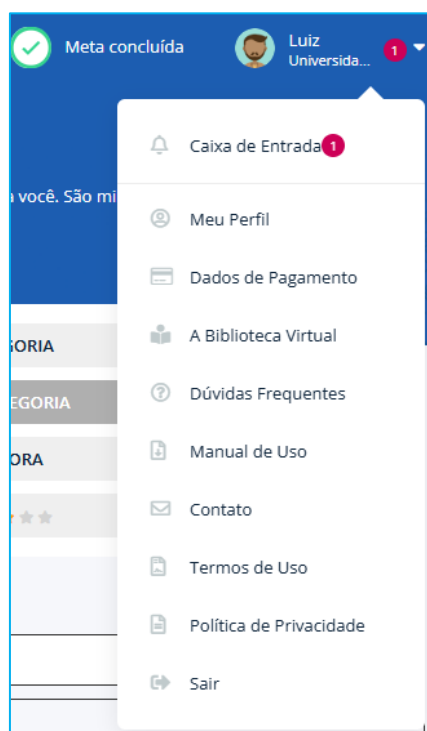 Meta concluída
Luiz
Universida...
1
Caixa de Entrada 1
você. São mi
Meu Perfil
Dados de Pagamento
A Biblioteca Virtual
GORIA
Dúvidas Frequentes
EGORIA
Manual de Uso
ORA
Contato
Termos de Uso
Política de Privacidade
Sair